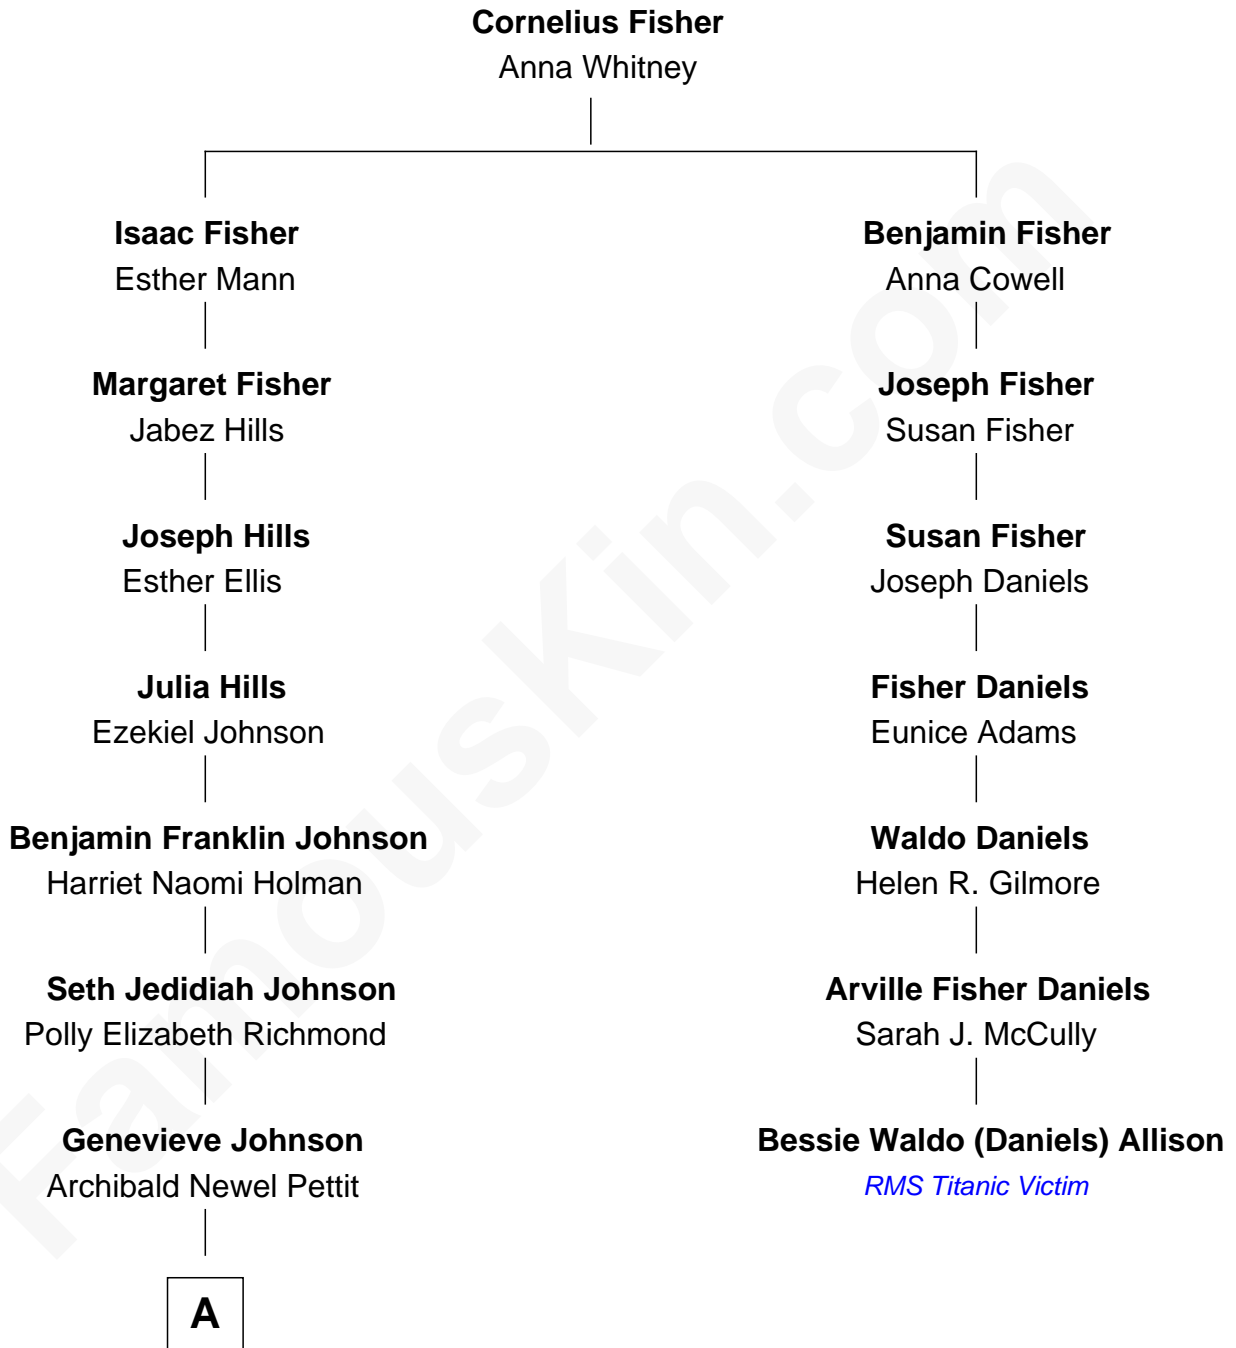 Cornelius Fisher
Anna Whitney
Isaac Fisher
Esther Mann
Margaret Fisher
Jabez Hills
Joseph Hills
Esther Ellis
Julia Hills
Ezekiel Johnson
Benjamin Franklin Johnson
Harriet Naomi Holman
Seth Jedidiah Johnson
Polly Elizabeth Richmond
Genevieve Johnson
Archibald Newel Pettit
A
Benjamin Fisher
Anna Cowell
Joseph Fisher
Susan Fisher
Susan Fisher
Joseph Daniels
Fisher Daniels
Eunice Adams
Waldo Daniels
Helen R. Gilmore
Arville Fisher Daniels
Sarah J. McCully
Bessie Waldo (Daniels) Allison
RMS Titanic Victim
FamousKin.com